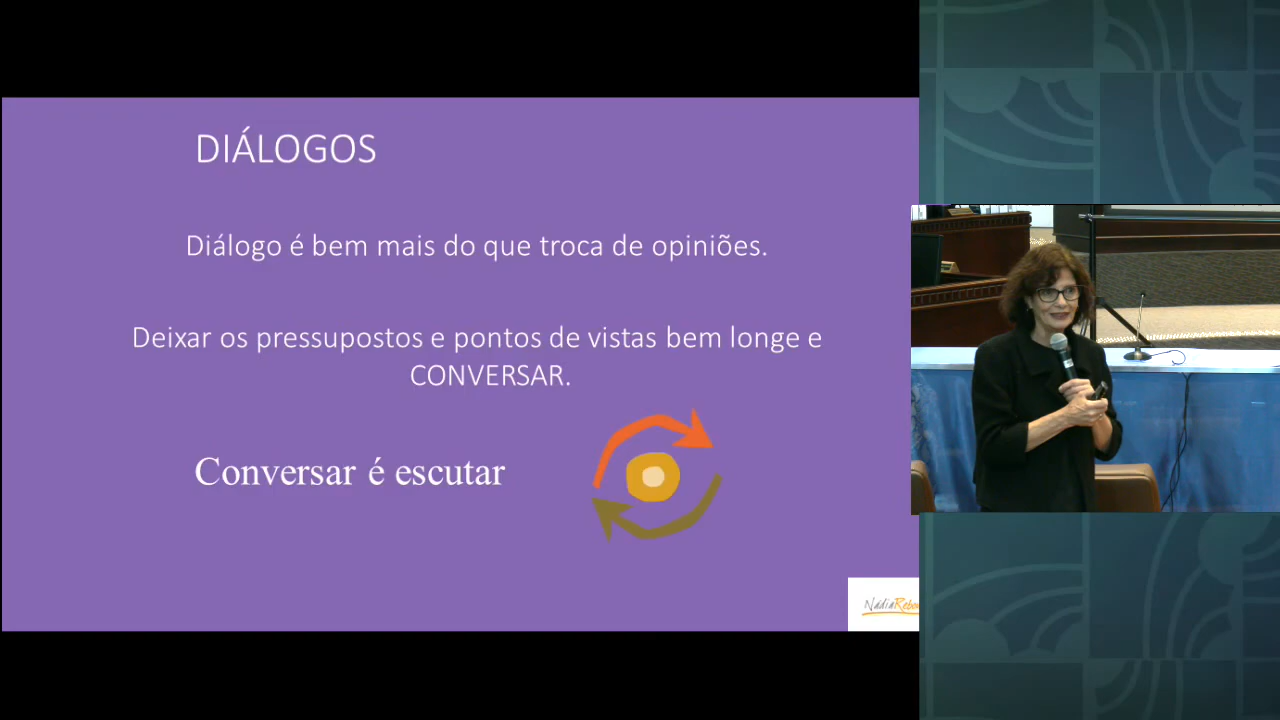 DIÁLOGOS
Diálogo é bem mais do que troca de opiniões.
Deixar os pressupostos e pontos de vistas bem longe e
CONVERSAR.
Conversar é escutar
Nádia